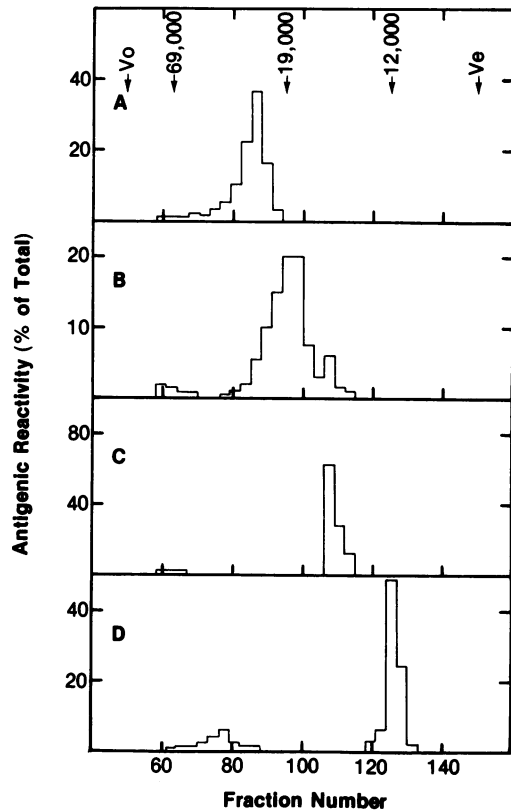 Vo
69,000
19,000
12,000
Ve
40
20
A
20
10
B
80
40
C
40
20
D
60 80 100 120 140
Antigenic Reactivity (% of Total)
Fraction Number